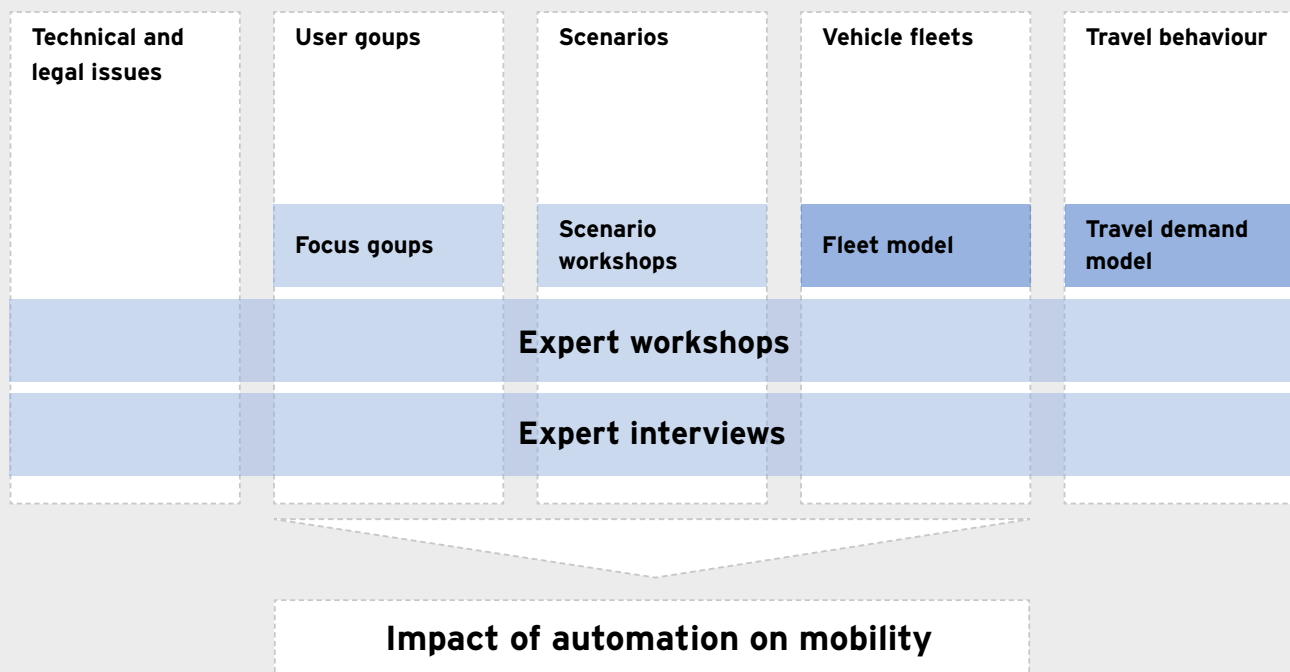 Technical and
legal issues
User goups
Scenarios
Vehicle fleets
Travel behaviour
Focus goups
Scenario
workshops
Fleet model
Travel demand
model
Expert workshops
Expert interviews
Impact of automation on mobility